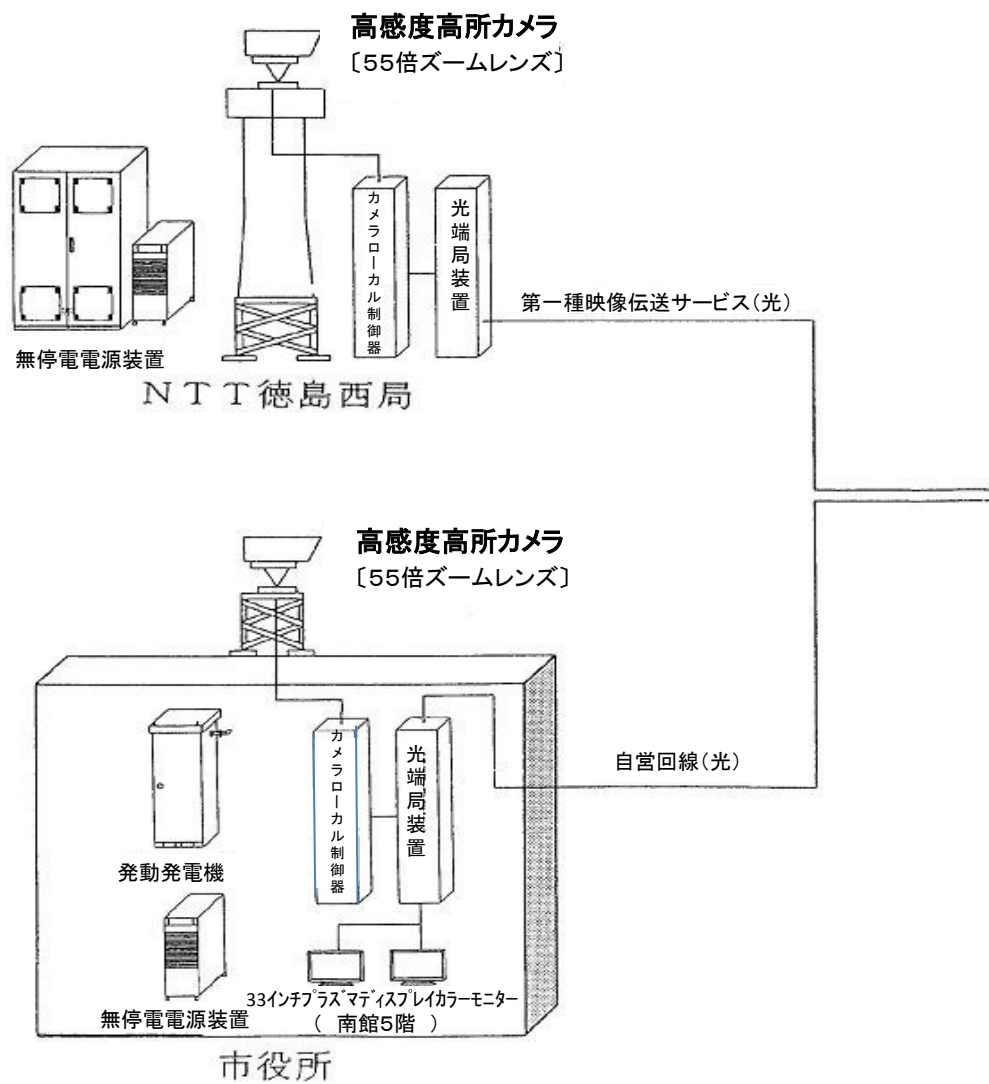 高感度高所カメラ
〔55倍ズームレンズ〕
カメラローカル制御器
光端局装置
第一種映像伝送サービス(光)
無停電電源装置
NTT徳島西局
高感度高所カメラ
〔55倍ズームレンズ〕
カメラローカル制御器
光端局装置
自営回線(光)
発動発電機
33インチプラズマディスプレイカラーモニター
( 南館5階 )
無停電電源装置
市役所